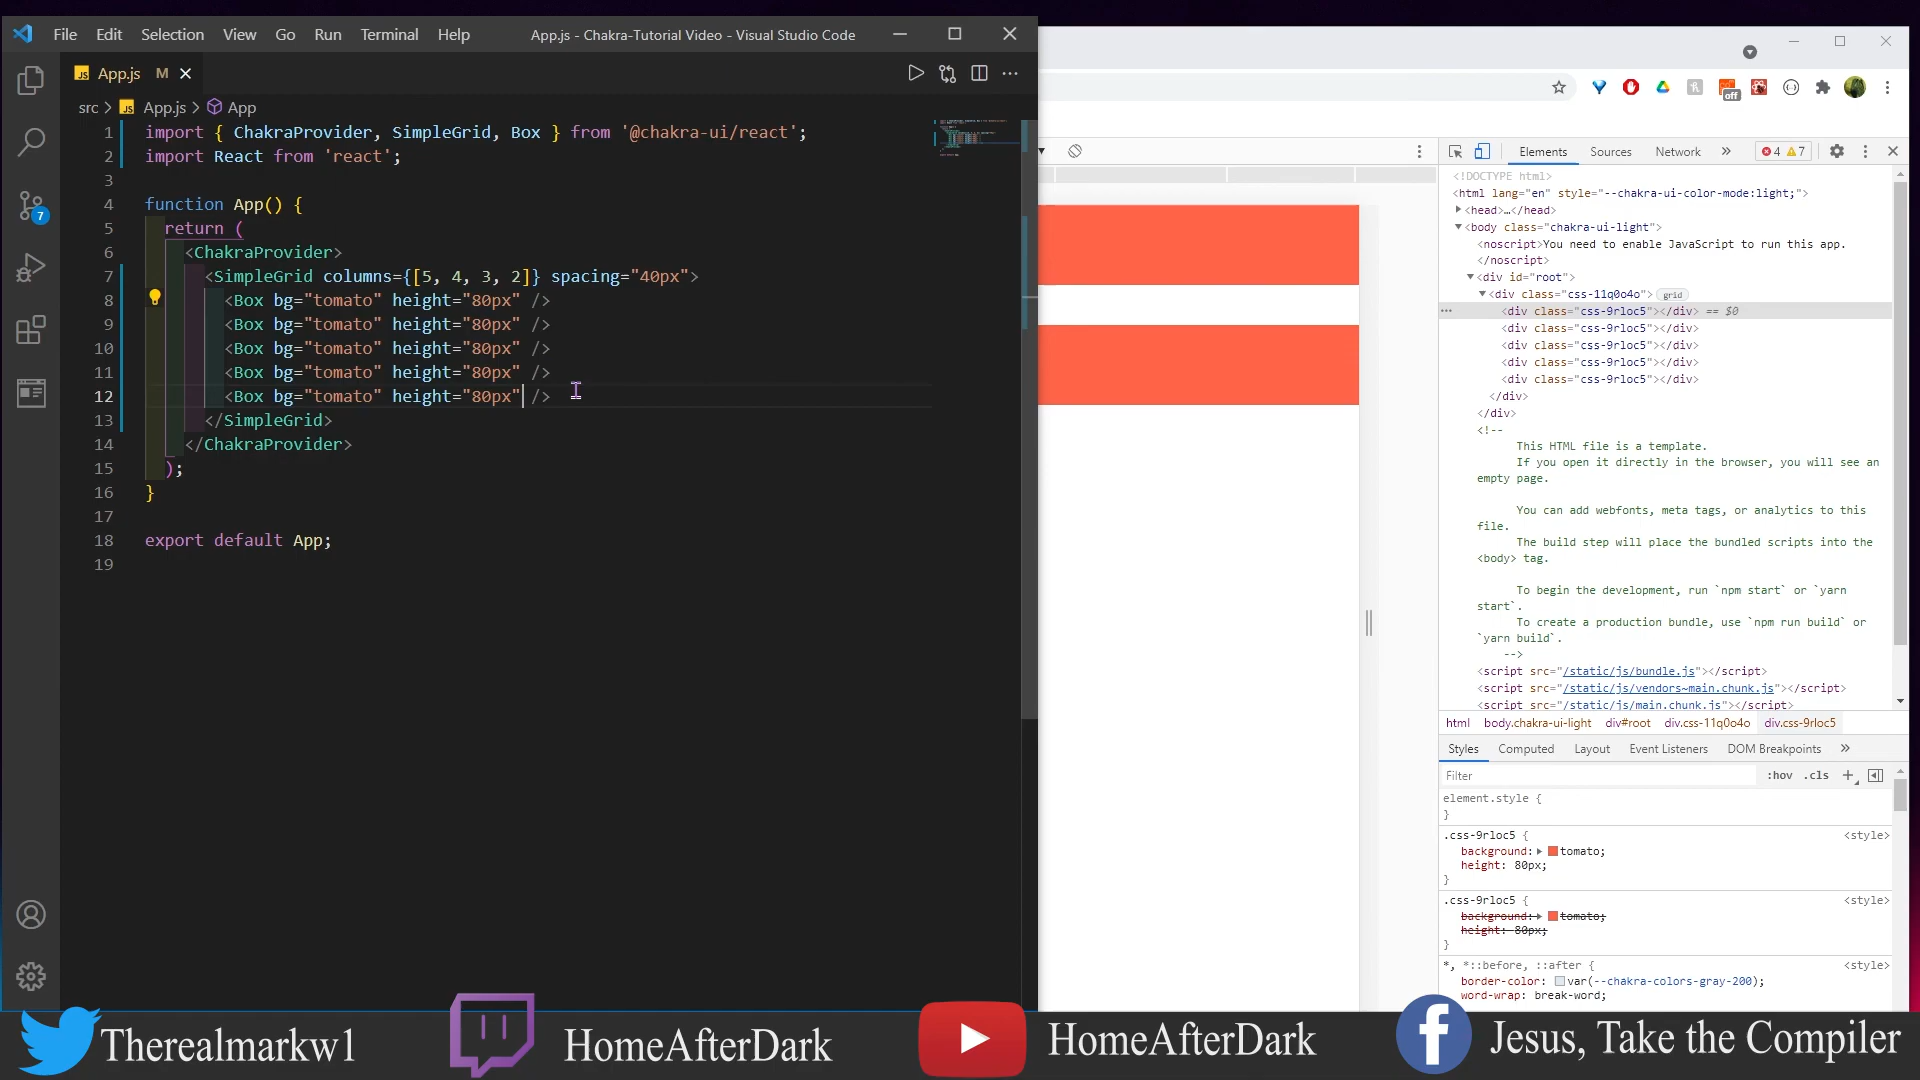 File Edit Selection View Go Run Terminal Help
App.js - Chakra-Tutorial Video - Visual Studio Code
JS App.js M
src > JS App.js > App
1 import { ChakraProvider, SimpleGrid, Box } from '@chakra-ui/react';
2 import React from 'react';
3
4 function App() {
5 return (
6 <ChakraProvider>
7 <SimpleGrid columns={[5, 4, 3, 2]} spacing="40px">
8 <Box bg="tomato" height="80px" />
9 <Box bg="tomato" height="80px" />
10 <Box bg="tomato" height="80px" />
11 <Box bg="tomato" height="80px" />
12 <Box bg="tomato" height="80px" />
13 </SimpleGrid>
14 </ChakraProvider>
15 );
16 }
17
18 export default App;
19
7
off
Elements Sources Network » 4 7
<!DOCTYPE html>
<html lang="en" style="--chakra-ui-color-mode:light;">
<head>…</head>
<body class="chakra-ui-light">
<noscript>You need to enable JavaScript to run this app.
</noscript>
<div id="root">
<div class="css-11q0o4o"> grid
<div class="css-9rloc5"></div> == $0
<div class="css-9rloc5"></div>
<div class="css-9rloc5"></div>
<div class="css-9rloc5"></div>
<div class="css-9rloc5"></div>
</div>
</div>
<!--
This HTML file is a template.
If you open it directly in the browser, you will see an
empty page.
You can add webfonts, meta tags, or analytics to this
file.
The build step will place the bundled scripts into the
<body> tag.
To begin the development, run `npm start` or `yarn
start`.
To create a production bundle, use `npm run build` or
`yarn build`.
-->
<script src="/static/js/bundle.js"></script>
<script src="/static/js/vendors~main.chunk.js"></script>
<script src="/static/js/main.chunk.js"></script>
html body.chakra-ui-light div#root div.css-11q0o4o div.css-9rloc5
Styles Computed Layout Event Listeners DOM Breakpoints »
Filter :hov .cls +
element.style {
}
.css-9rloc5 { <style>
background: tomato;
height: 80px;
}
.css-9rloc5 { <style>
background: tomato;
height: 80px;
}
*, *::before, ::after { <style>
border-color: var(--chakra-colors-gray-200);
word-wrap: break-word;
Therealmarkw1 HomeAfterDark HomeAfterDark Jesus, Take the Compiler